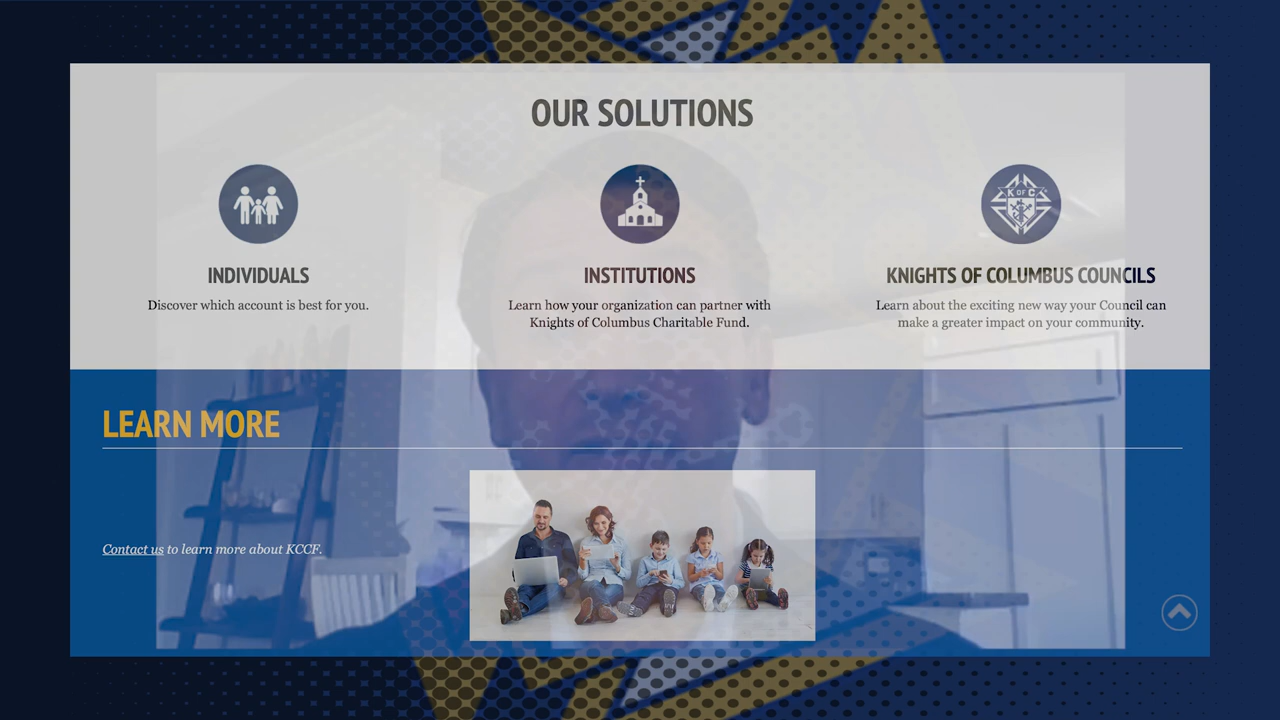 OUR SOLUTIONS
K OF C
INDIVIDUALS
INSTITUTIONS
KNIGHTS OF COLUMBUS COUNCILS
Discover which account is best for you.
Learn how your organization can partner with
Knights of Columbus Charitable Fund.
Learn about the exciting new way your Council can
make a greater impact on your community.
LEARN MORE
Contact us to learn more about KCCF.